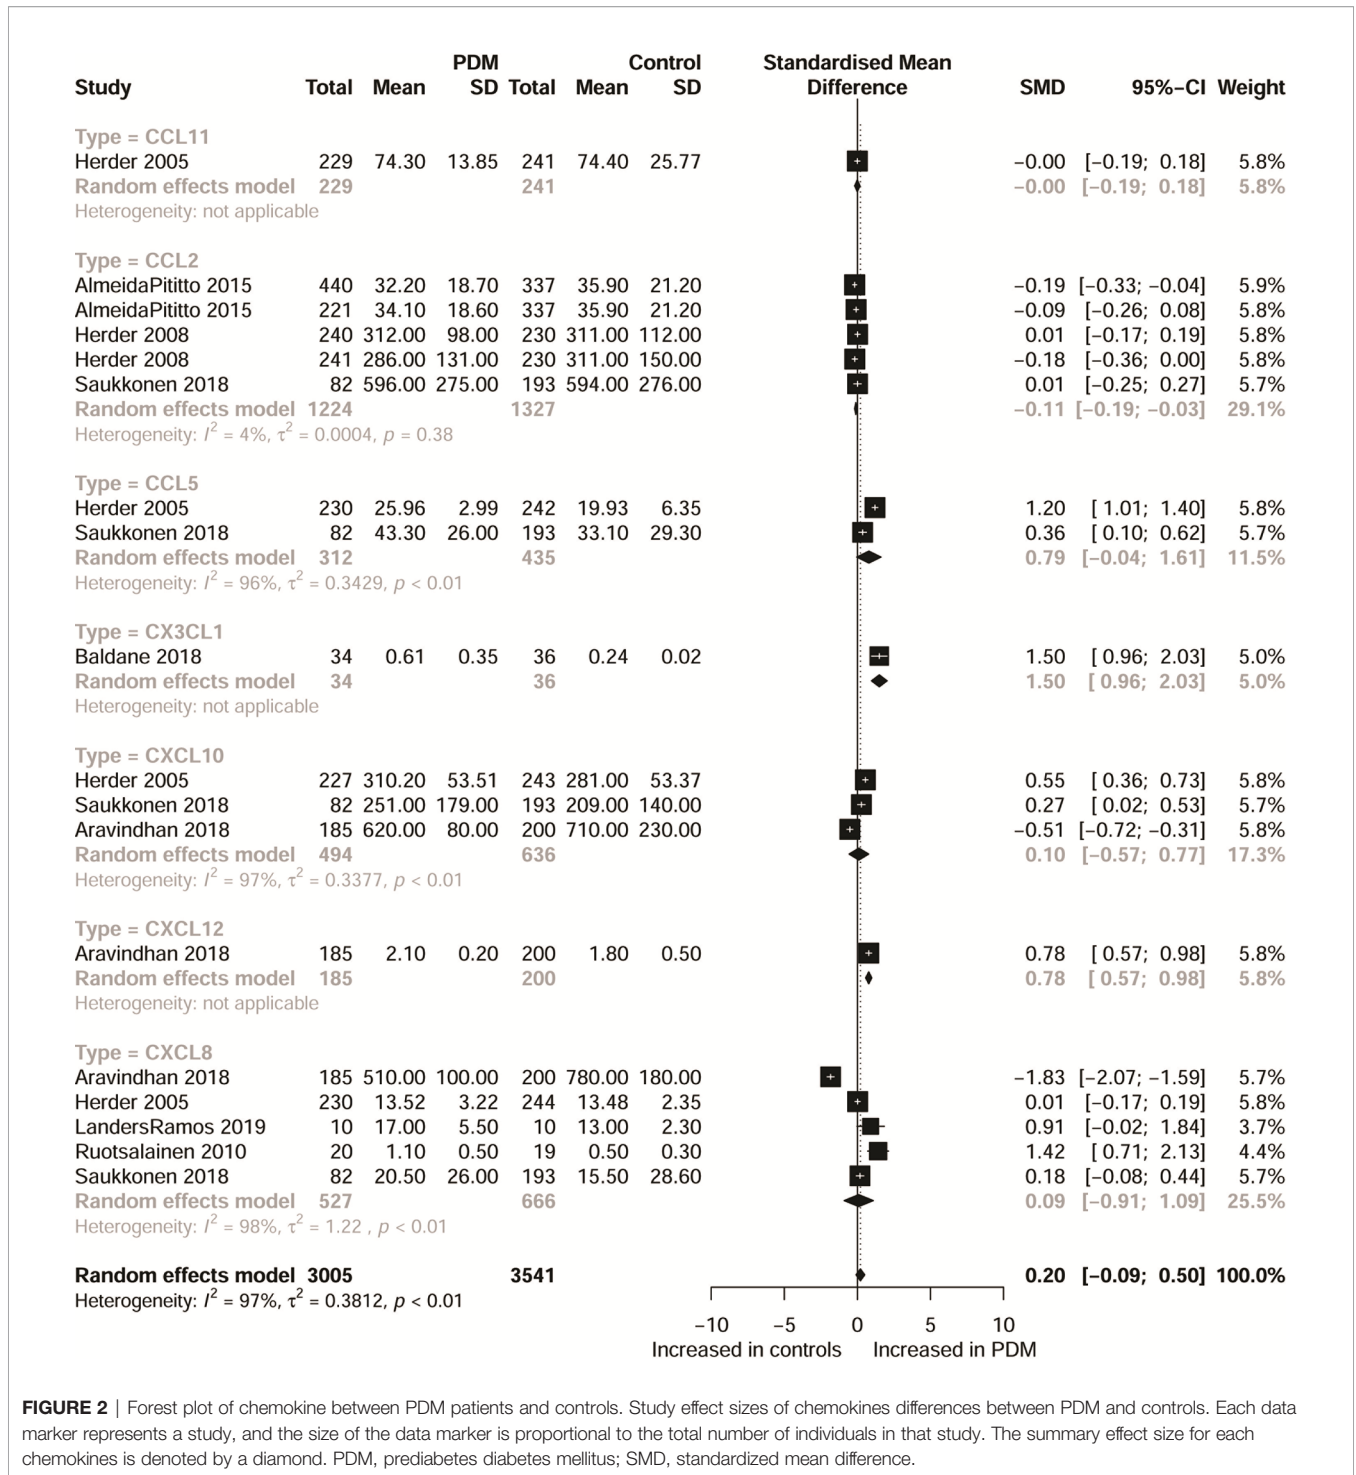 PDM Control Standardised Mean
Study Total Mean SD Total Mean SD Difference SMD 95%−CI Weight
Type = CCL11
Herder 2005 229 74.30 13.85 241 74.40 25.77 −0.00 [−0.19; 0.18] 5.8%
Random effects model 229 241 −0.00 [−0.19; 0.18] 5.8%
Heterogeneity: not applicable
Type = CCL2
AlmeidaPititto 2015 440 32.20 18.70 337 35.90 21.20 −0.19 [−0.33; −0.04] 5.9%
AlmeidaPititto 2015 221 34.10 18.60 337 35.90 21.20 −0.09 [−0.26; 0.08] 5.8%
Herder 2008 240 312.00 98.00 230 311.00 112.00 0.01 [−0.17; 0.19] 5.8%
Herder 2008 241 286.00 131.00 230 311.00 150.00 −0.18 [−0.36; 0.00] 5.8%
Saukkonen 2018 82 596.00 275.00 193 594.00 276.00 0.01 [−0.25; 0.27] 5.7%
Random effects model 1224 1327 −0.11 [−0.19; −0.03] 29.1%
Heterogeneity: I² = 4%, τ² = 0.0004, p = 0.38
Type = CCL5
Herder 2005 230 25.96 2.99 242 19.93 6.35 1.20 [ 1.01; 1.40] 5.8%
Saukkonen 2018 82 43.30 26.00 193 33.10 29.30 0.36 [ 0.10; 0.62] 5.7%
Random effects model 312 435 0.79 [−0.04; 1.61] 11.5%
Heterogeneity: I² = 96%, τ² = 0.3429, p < 0.01
Type = CX3CL1
Baldane 2018 34 0.61 0.35 36 0.24 0.02 1.50 [ 0.96; 2.03] 5.0%
Random effects model 34 36 1.50 [ 0.96; 2.03] 5.0%
Heterogeneity: not applicable
Type = CXCL10
Herder 2005 227 310.20 53.51 243 281.00 53.37 0.55 [ 0.36; 0.73] 5.8%
Saukkonen 2018 82 251.00 179.00 193 209.00 140.00 0.27 [ 0.02; 0.53] 5.7%
Aravindhan 2018 185 620.00 80.00 200 710.00 230.00 −0.51 [−0.72; −0.31] 5.8%
Random effects model 494 636 0.10 [−0.57; 0.77] 17.3%
Heterogeneity: I² = 97%, τ² = 0.3377, p < 0.01
Type = CXCL12
Aravindhan 2018 185 2.10 0.20 200 1.80 0.50 0.78 [ 0.57; 0.98] 5.8%
Random effects model 185 200 0.78 [ 0.57; 0.98] 5.8%
Heterogeneity: not applicable
Type = CXCL8
Aravindhan 2018 185 510.00 100.00 200 780.00 180.00 −1.83 [−2.07; −1.59] 5.7%
Herder 2005 230 13.52 3.22 244 13.48 2.35 0.01 [−0.17; 0.19] 5.8%
LandersRamos 2019 10 17.00 5.50 10 13.00 2.30 0.91 [−0.02; 1.84] 3.7%
Ruotsalainen 2010 20 1.10 0.50 19 0.50 0.30 1.42 [ 0.71; 2.13] 4.4%
Saukkonen 2018 82 20.50 26.00 193 15.50 28.60 0.18 [−0.08; 0.44] 5.7%
Random effects model 527 666 0.09 [−0.91; 1.09] 25.5%
Heterogeneity: I² = 98%, τ² = 1.22 , p < 0.01
Random effects model 3005 3541 0.20 [−0.09; 0.50] 100.0%
Heterogeneity: I² = 97%, τ² = 0.3812, p < 0.01
−10 −5 0 5 10
Increased in controls Increased in PDM
FIGURE 2 | Forest plot of chemokine between PDM patients and controls. Study effect sizes of chemokines differences between PDM and controls. Each data
marker represents a study, and the size of the data marker is proportional to the total number of individuals in that study. The summary effect size for each
chemokines is denoted by a diamond. PDM, prediabetes diabetes mellitus; SMD, standardized mean difference.